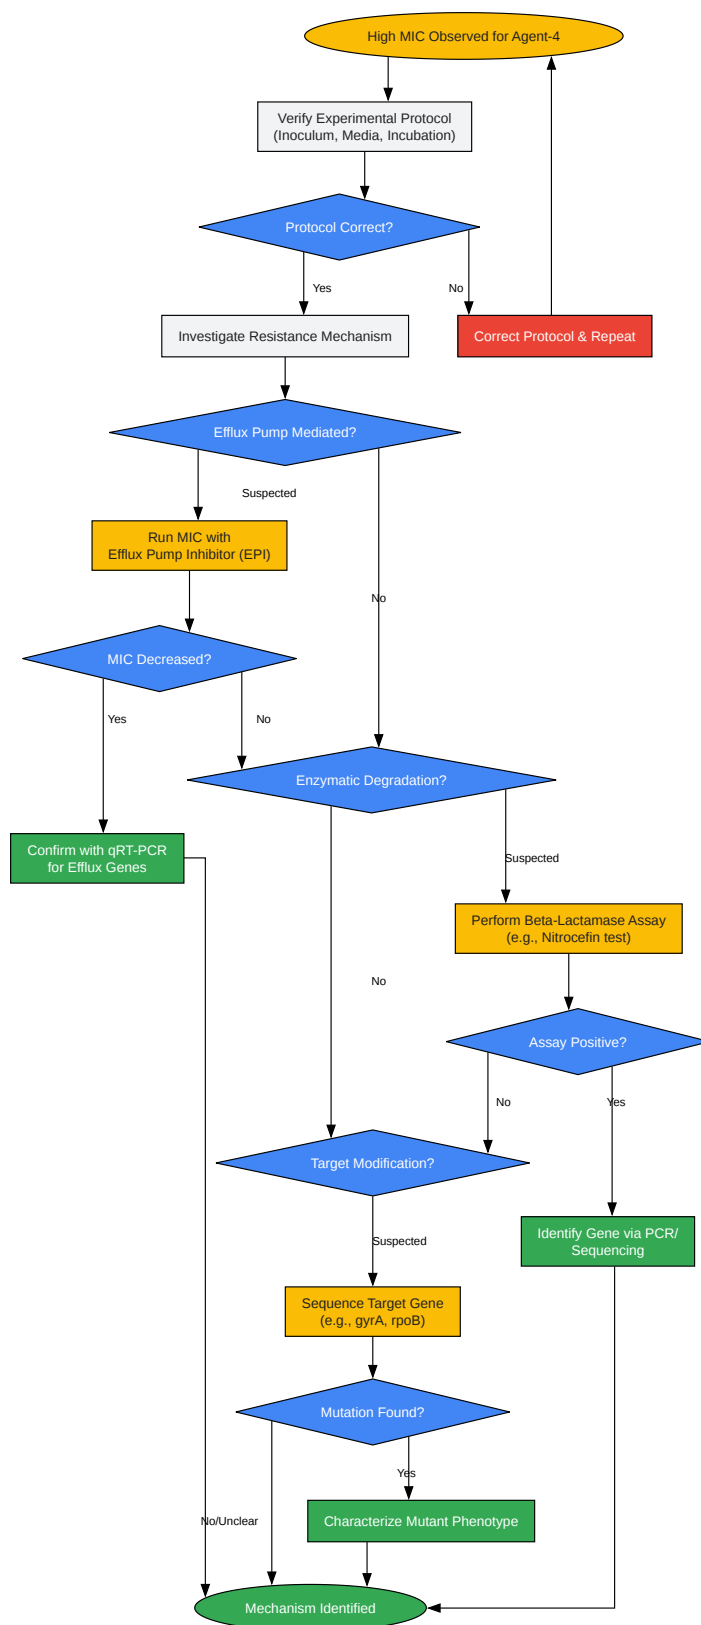 High MIC Observed for Agent-4
Verify Experimental Protocol
(Inoculum, Media, Incubation)
Protocol Correct?
Yes
No
Investigate Resistance Mechanism
Correct Protocol & Repeat
Efflux Pump Mediated?
Suspected
Run MIC with
Efflux Pump Inhibitor (EPI)
No
MIC Decreased?
Yes
No
Enzymatic Degradation?
Confirm with qRT-PCR
for Efflux Genes
Suspected
Perform Beta-Lactamase Assay
(e.g., Nitrocefin test)
No
Assay Positive?
No
Yes
Target Modification?
Identify Gene via PCR/
Sequencing
Suspected
Sequence Target Gene
(e.g., gyrA, rpoB)
Mutation Found?
Yes
No/Unclear
Characterize Mutant Phenotype
Mechanism Identified